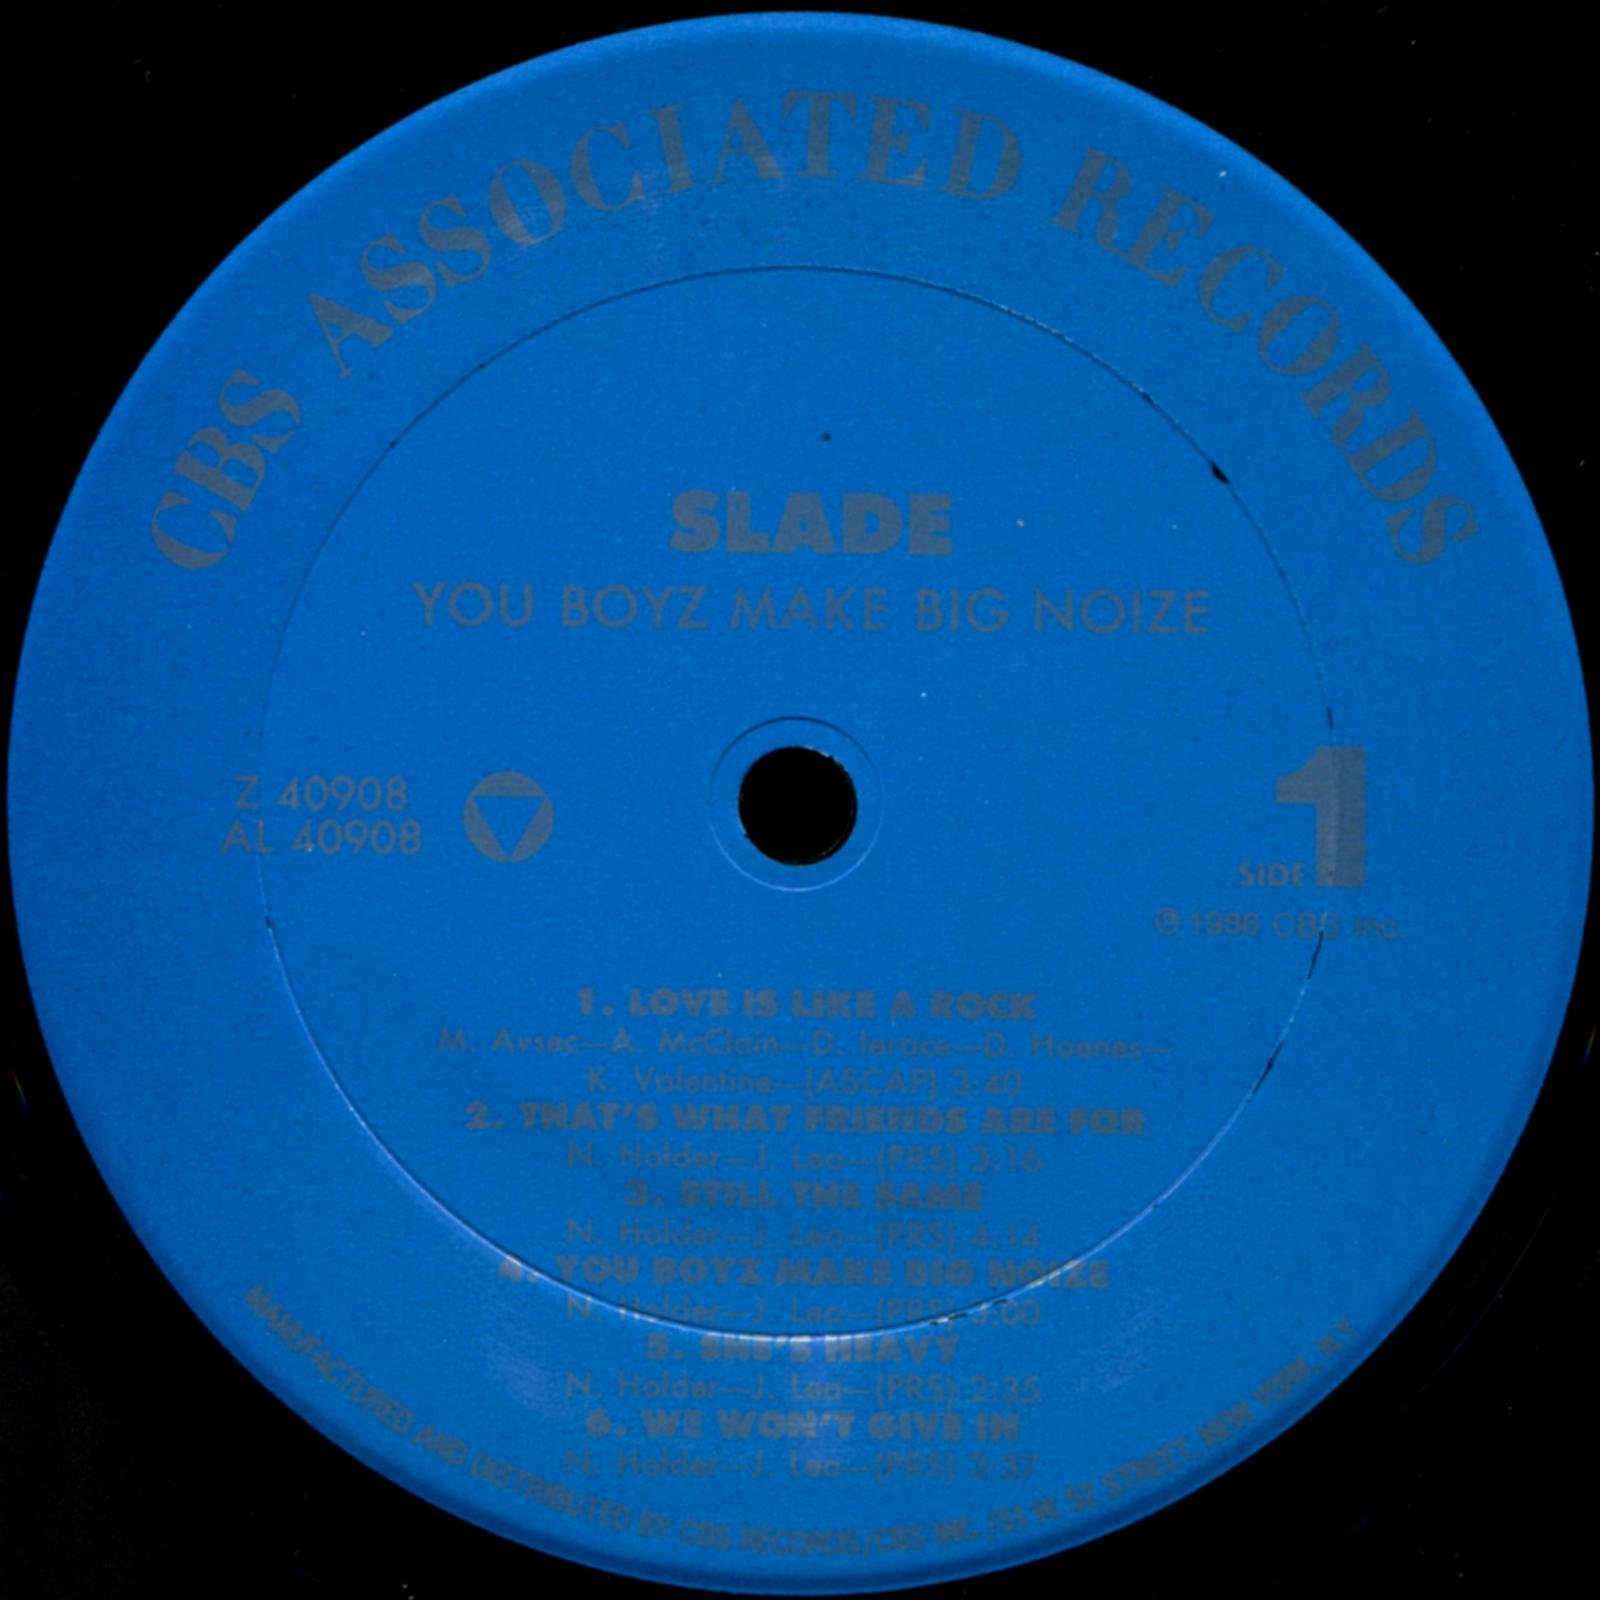 CBS ASSOCIATED RECORDS
SLADE
YOU BOYZ MAKE BIG NOIZE
Z 40908
AL 40908
SIDE 1
℗ 1986 CBS Inc.
1. LOVE IS LIKE A ROCK
M. Avsec—A. McClain—D. Ierace—D. Hoenes—
K. Valentine—(ASCAP) 3:40
2. THAT'S WHAT FRIENDS ARE FOR
N. Holder—J. Lea—(PRS) 3:16
3. STILL THE SAME
N. Holder—J. Lea—(PRS) 4:14
4. YOU BOYZ MAKE BIG NOIZE
N. Holder—J. Lea—(PRS) 3:00
5. SHE'S HEAVY
N. Holder—J. Lea—(PRS) 2:35
6. WE WON'T GIVE IN
N. Holder—J. Lea—(PRS) 3:37
MANUFACTURED AND DISTRIBUTED BY CBS RECORDS/CBS INC./51 W. 52 STREET, NEW YORK, N.Y.